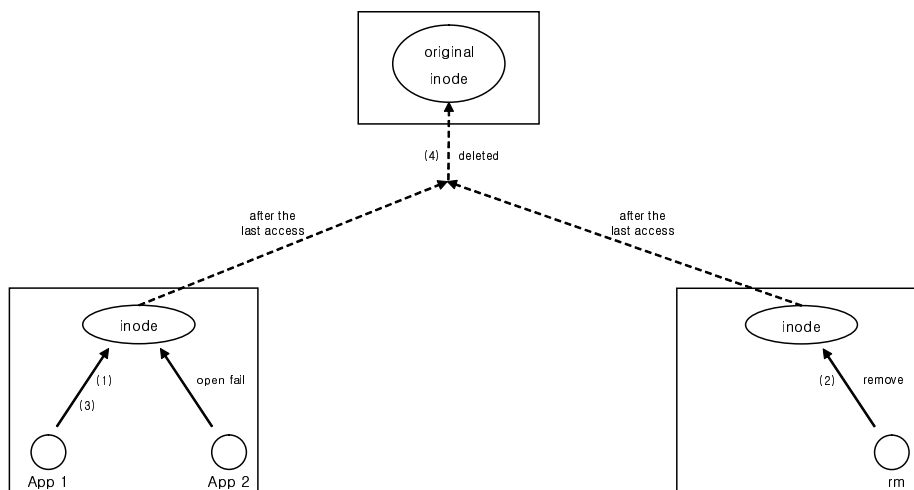 original
inode
(4) deleted
after the
last access
after the
last access
inode
(1)
(3)
open fail
App 1
App 2
inode
(2) remove
rm